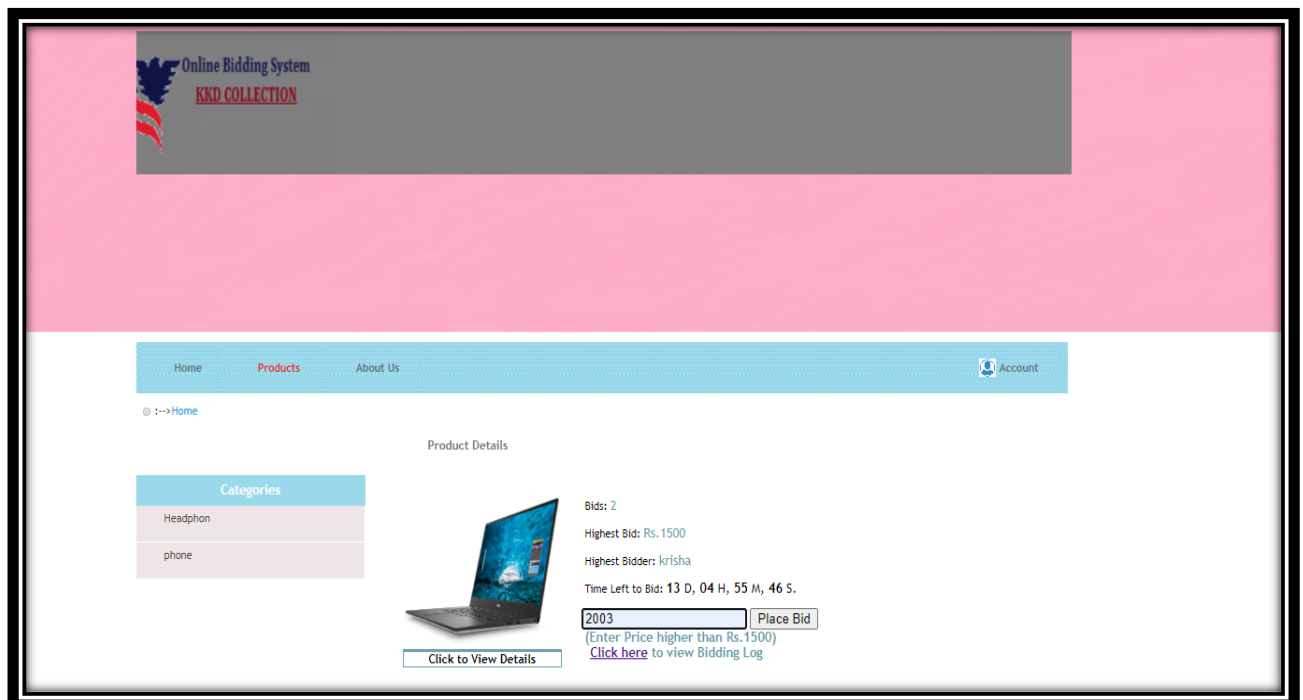 Online Bidding System
KKD COLLECTION
Home Products About Us Account
:-->Home
Product Details
Categories
Headphon
phone
Bids: 2
Highest Bid: Rs.1500
Highest Bidder: krisha
Time Left to Bid: 13 D, 04 H, 55 M, 46 S.
2003 Place Bid
(Enter Price higher than Rs.1500)
Click here to view Bidding Log
Click to View Details